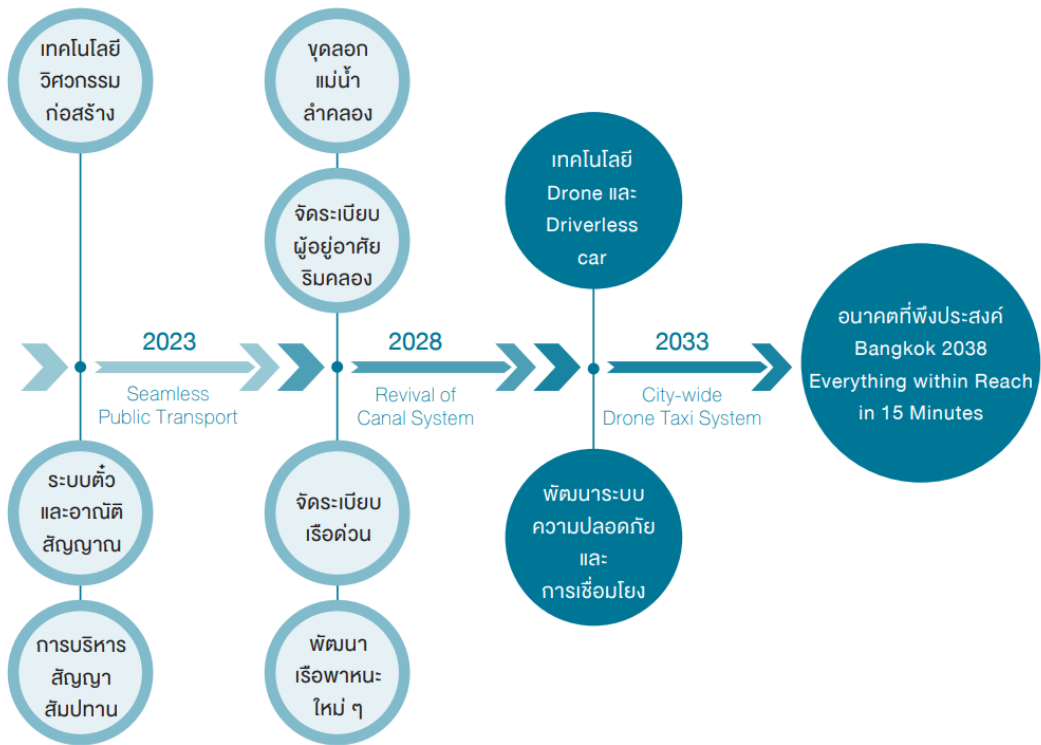 เทคโนโลยี
วิศวกรรม
ก่อสร้าง
ระบบตั๋ว
และอาณัติ
สัญญาณ
การบริหาร
สัญญา
สัมปทาน
2023
Seamless
Public Transport
ขุดลอก
แม่น้ำ
ลำคลอง
จัดระเบียบ
ผู้อยู่อาศัย
ริมคลอง
จัดระเบียบ
เรือด่วน
พัฒนา
เรือพาหนะ
ใหม่ ๆ
2028
Revival of
Canal System
เทคโนโลยี
Drone และ
Driverless
car
พัฒนาระบบ
ความปลอดภัย
และ
การเชื่อมโยง
2033
City-wide
Drone Taxi System
อนาคตที่พึงประสงค์
Bangkok 2038
Everything within Reach
in 15 Minutes